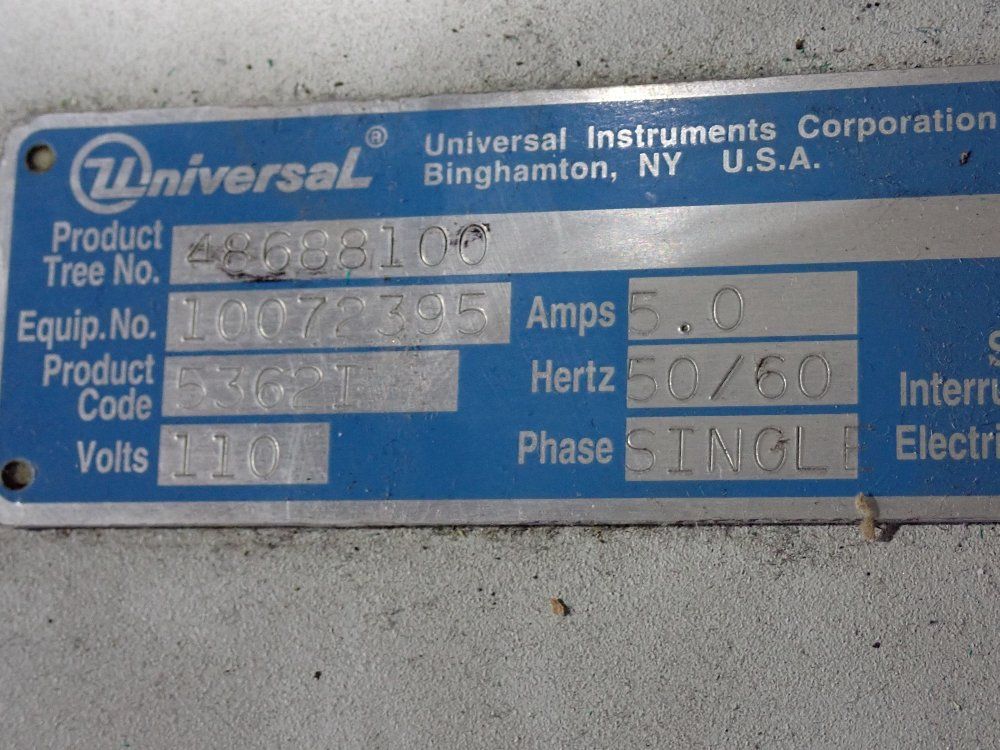 UniversaL®
Universal Instruments Corporation
Binghamton, NY U.S.A.
Product Tree No. 48688100
Equip.No. 10072395
Amps 5.0
Product Code 5362I
Hertz 50/60
Volts 110
Phase SINGLE